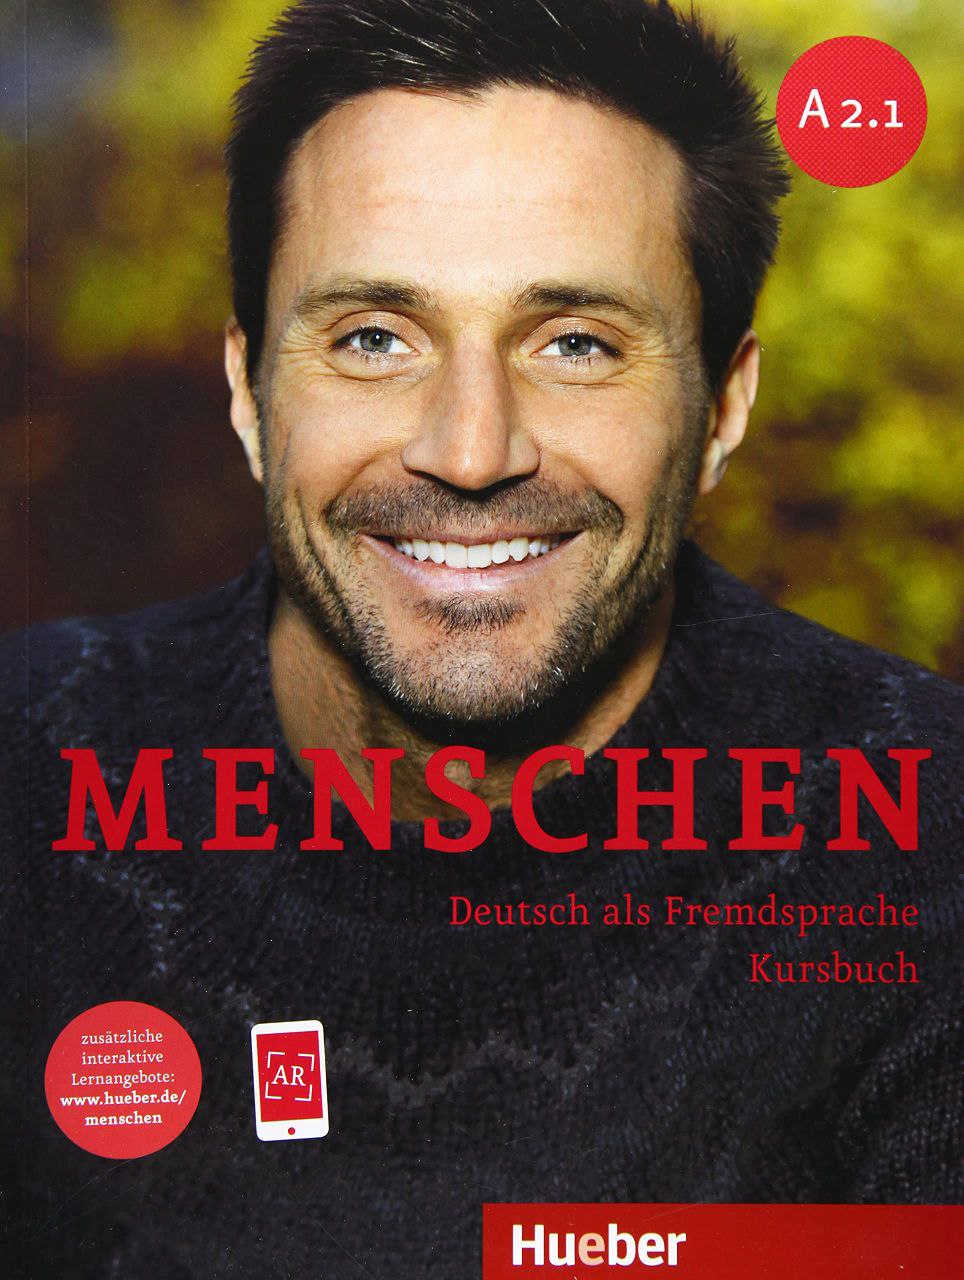 A 2.1
MENSCHEN
Deutsch als Fremdsprache
Kursbuch
zusätzliche
interaktive
Lernangebote:
www.hueber.de/
menschen
AR
Hueber